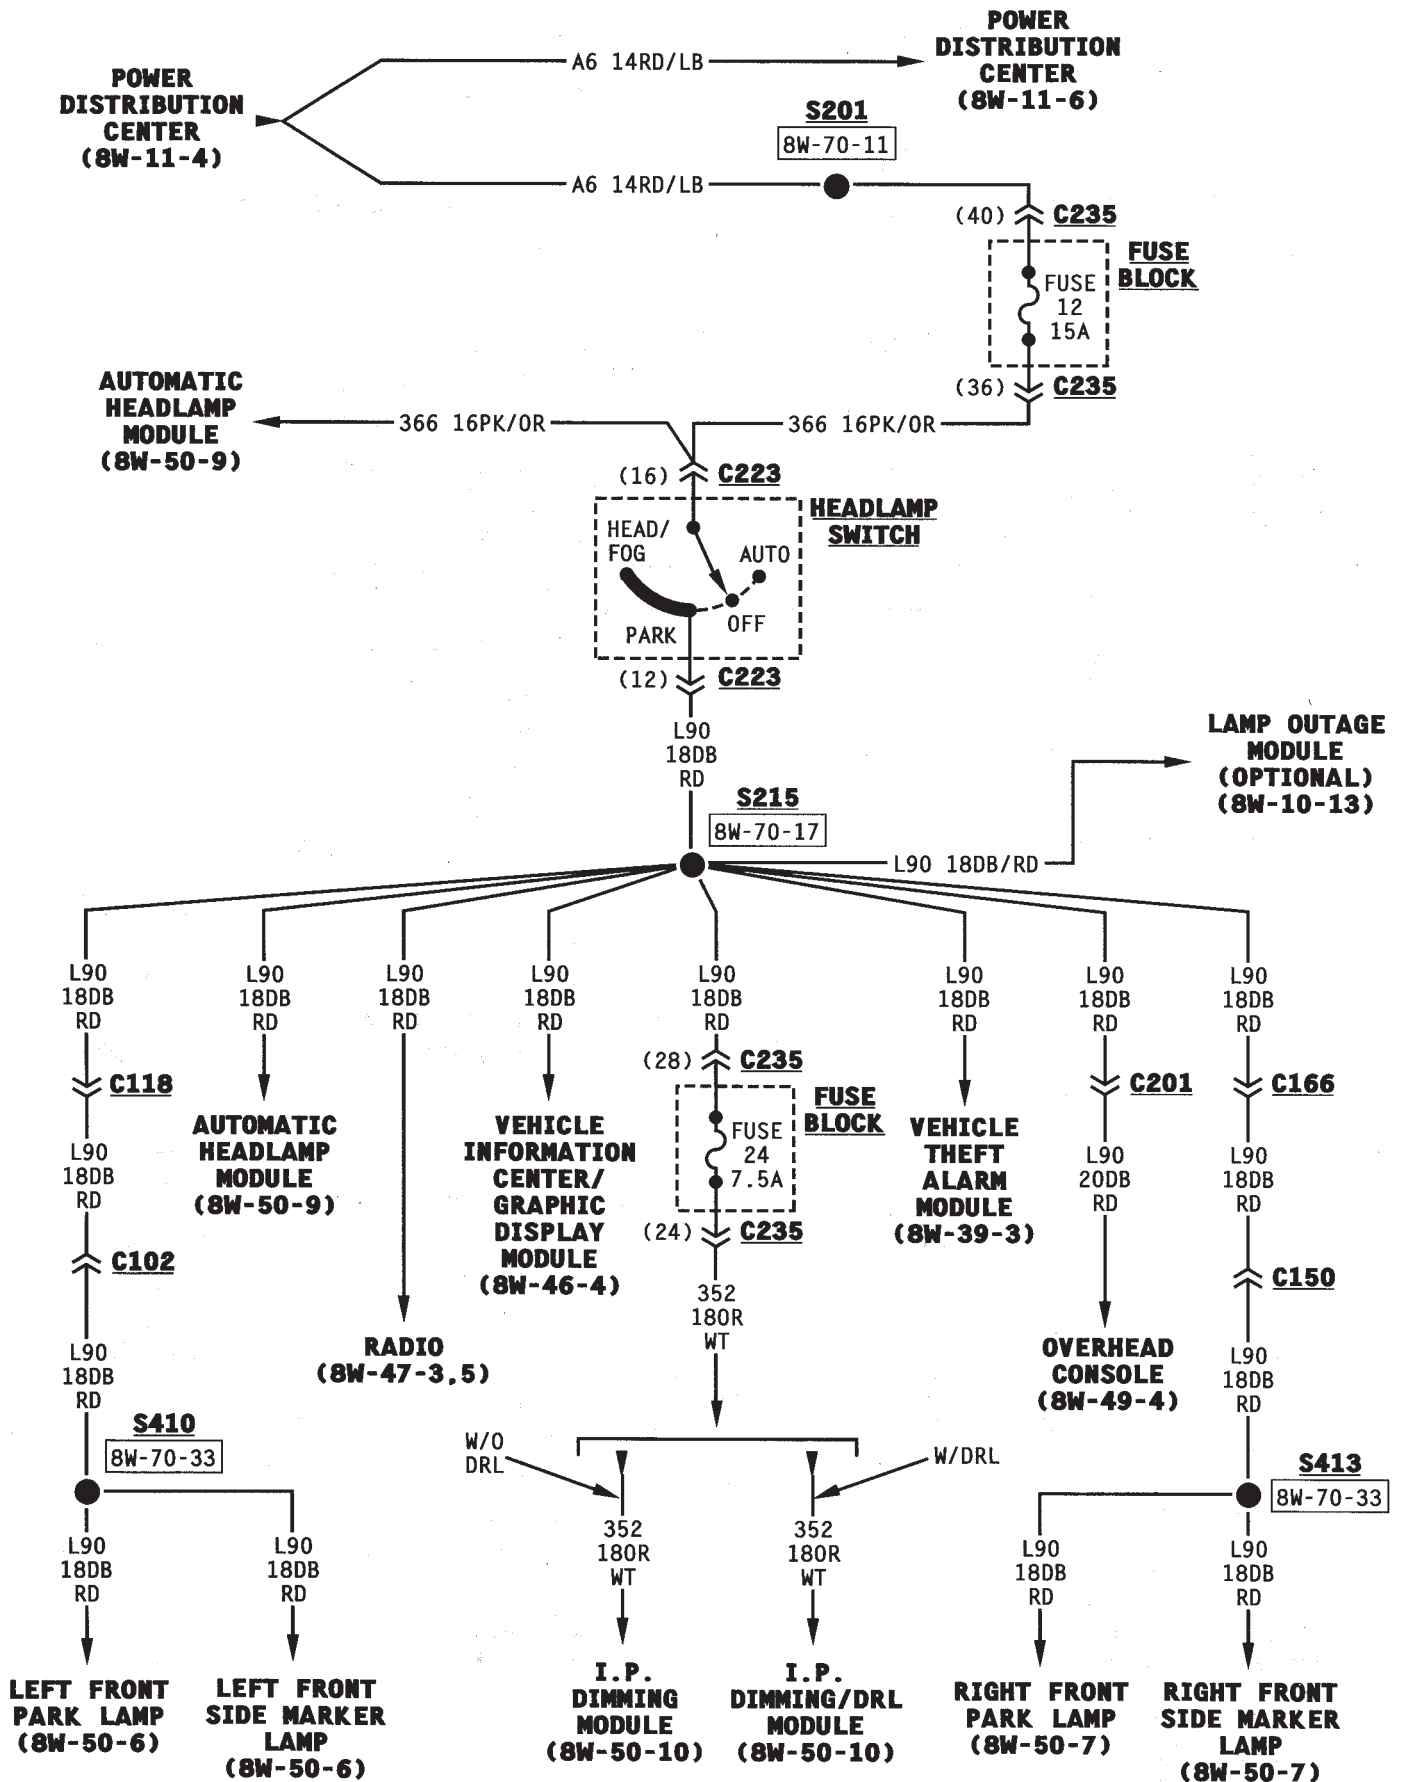 POWER
DISTRIBUTION
CENTER
(8W-11-4)
A6 14RD/LB
POWER
DISTRIBUTION
CENTER
(8W-11-6)
S201
8W-70-11
A6 14RD/LB
(40)
C235
FUSE
BLOCK
FUSE
12
15A
(36)
C235
AUTOMATIC
HEADLAMP
MODULE
(8W-50-9)
366 16PK/OR
366 16PK/OR
(16)
C223
HEADLAMP
SWITCH
HEAD/
FOG
AUTO
OFF
PARK
(12)
C223
L90
18DB
RD
LAMP OUTAGE
MODULE
(OPTIONAL)
(8W-10-13)
S215
8W-70-17
L90 18DB/RD
L90
18DB
RD
C118
L90
18DB
RD
C102
L90
18DB
RD
S410
8W-70-33
L90
18DB
RD
LEFT FRONT
PARK LAMP
(8W-50-6)
L90
18DB
RD
LEFT FRONT
SIDE MARKER
LAMP
(8W-50-6)
L90
18DB
RD
AUTOMATIC
HEADLAMP
MODULE
(8W-50-9)
L90
18DB
RD
RADIO
(8W-47-3,5)
L90
18DB
RD
VEHICLE
INFORMATION
CENTER/
GRAPHIC
DISPLAY
MODULE
(8W-46-4)
L90
18DB
RD
(28)
C235
FUSE
BLOCK
FUSE
24
7.5A
(24)
C235
352
18OR
WT
W/O
DRL
W/DRL
352
18OR
WT
I.P.
DIMMING
MODULE
(8W-50-10)
352
18OR
WT
I.P.
DIMMING/DRL
MODULE
(8W-50-10)
L90
18DB
RD
VEHICLE
THEFT
ALARM
MODULE
(8W-39-3)
L90
18DB
RD
C201
L90
20DB
RD
OVERHEAD
CONSOLE
(8W-49-4)
L90
18DB
RD
C166
L90
18DB
RD
C150
L90
18DB
RD
S413
8W-70-33
L90
18DB
RD
RIGHT FRONT
PARK LAMP
(8W-50-7)
L90
18DB
RD
RIGHT FRONT
SIDE MARKER
LAMP
(8W-50-7)